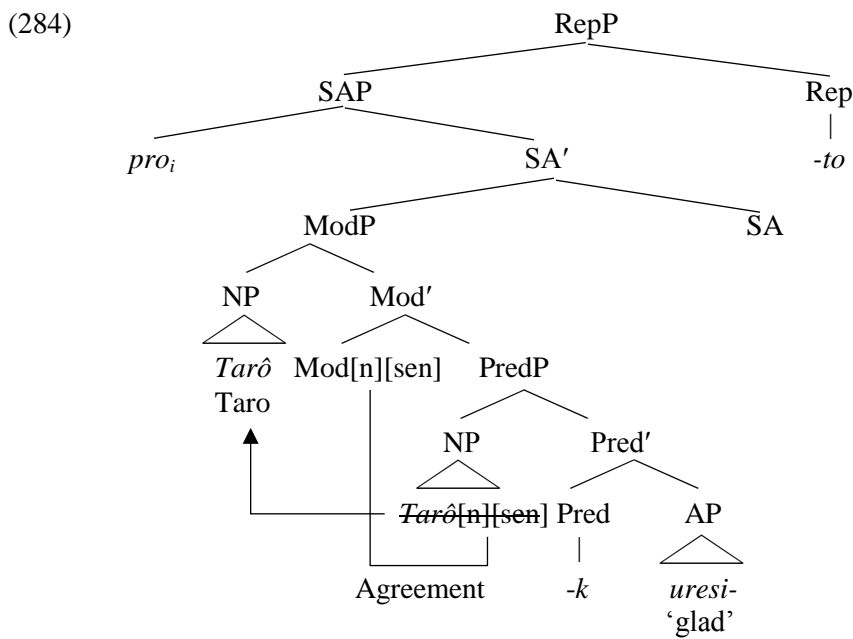 (284) RepP
SAP Rep
proᵢ SA′ -to
ModP SA
NP Mod′
Tarô Mod[n][sen] PredP
Taro
NP Pred′
Tarô[n][sen] Pred AP
Agreement -k uresi-
‘glad’